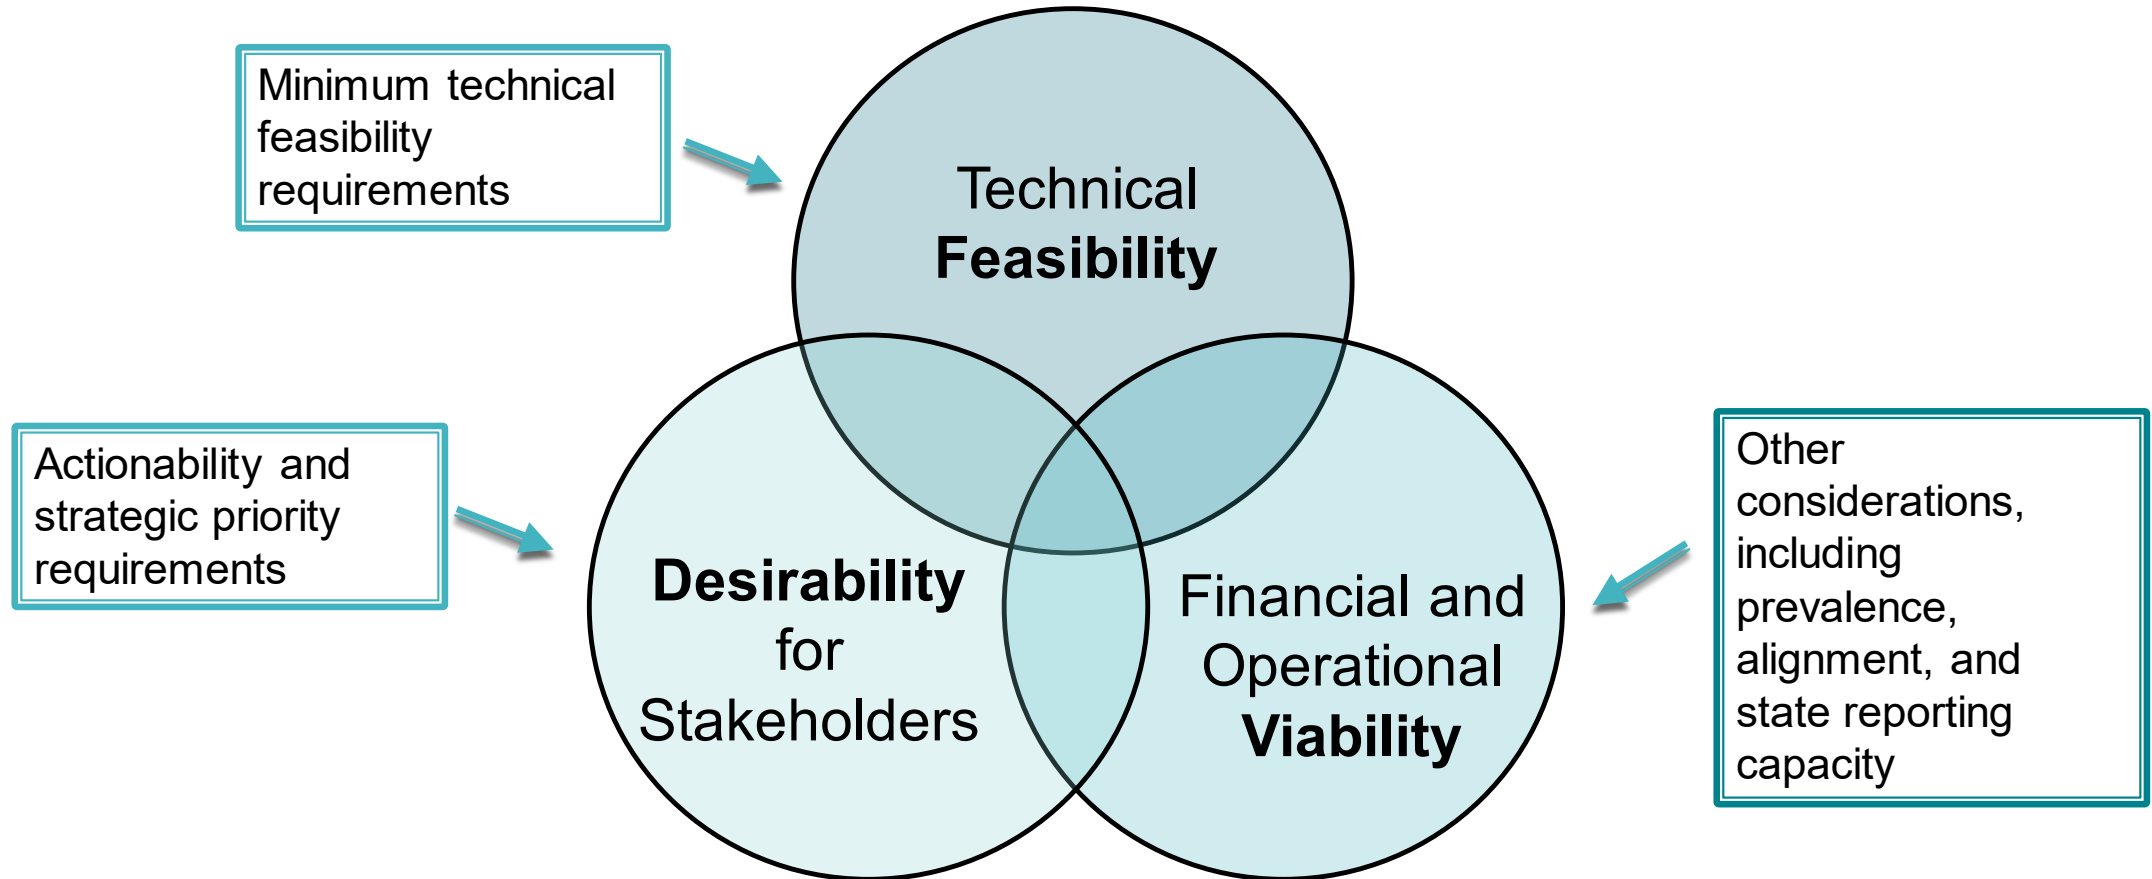 Minimum technical
feasibility
requirements
Technical
Feasibility
Actionability and
strategic priority
requirements
Desirability
for
Stakeholders
Financial and
Operational
Viability
Other
considerations,
including
prevalence,
alignment, and
state reporting
capacity